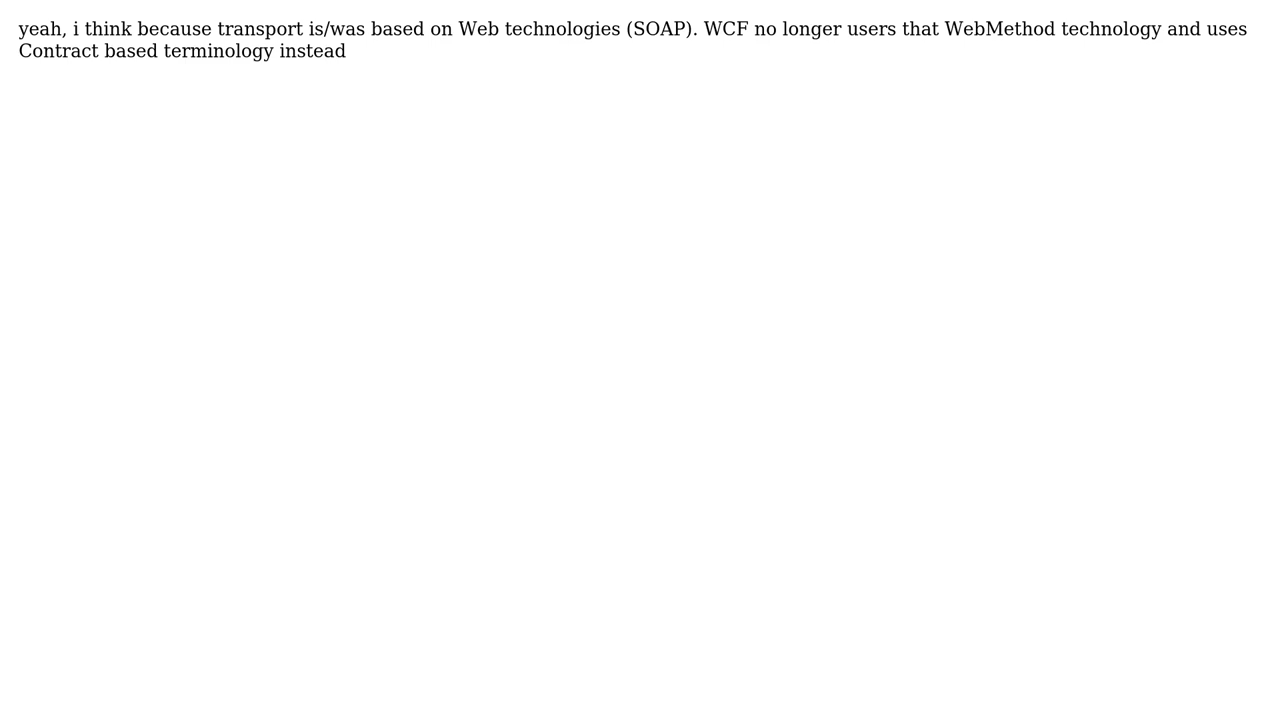 yeah, i think because transport is/was based on Web technologies (SOAP). WCF no longer users that WebMethod technology and uses
Contract based terminology instead